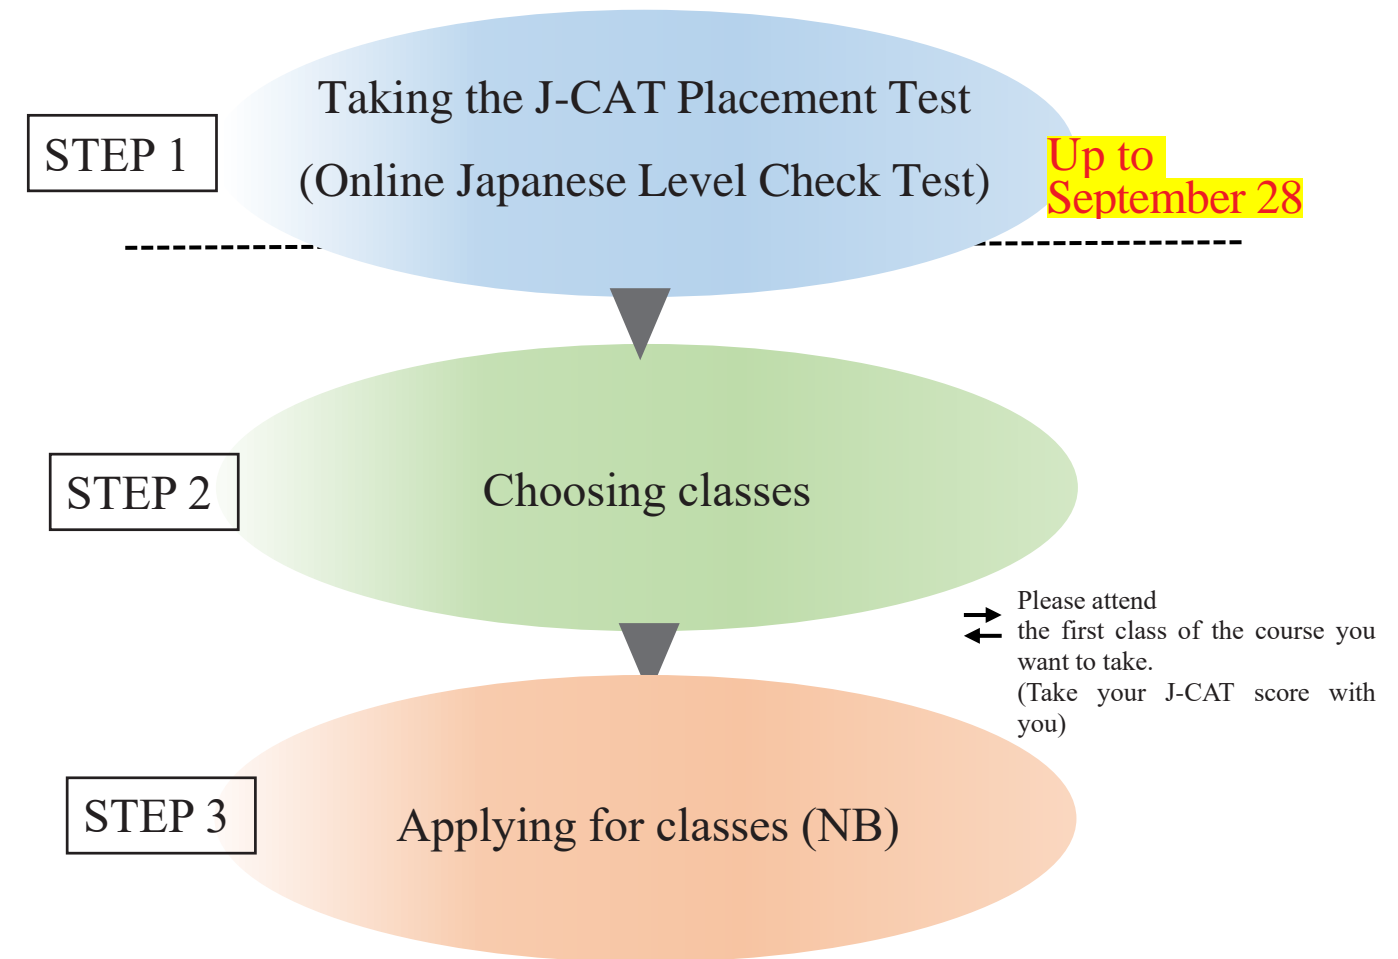 Taking the J-CAT Placement Test
STEP 1
(Online Japanese Level Check Test)
Up to
September 28
STEP 2
Choosing classes
Please attend
the first class of the course you
want to take.
(Take your J-CAT score with
you)
STEP 3
Applying for classes (NB)